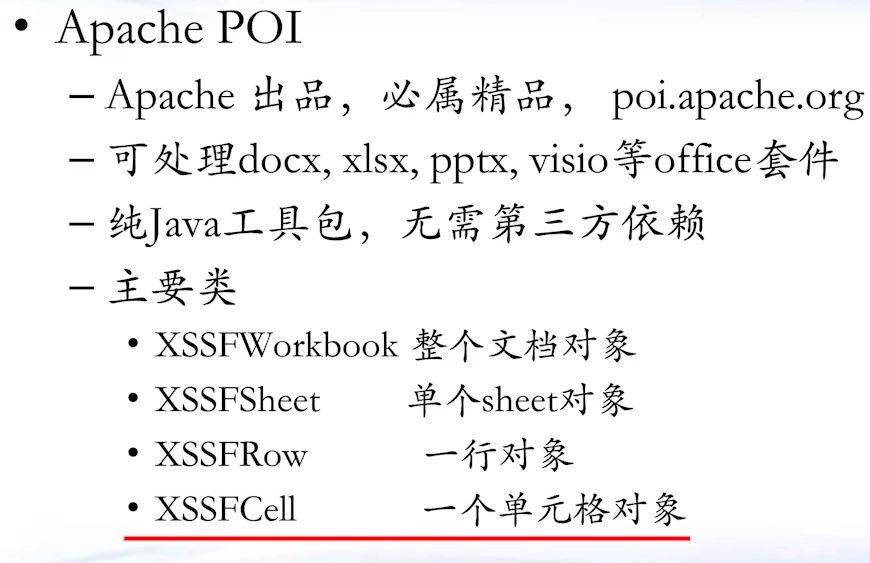 • Apache POI
– Apache 出品，必属精品， poi.apache.org
– 可处理docx, xlsx, pptx, visio等office套件
– 纯Java工具包，无需第三方依赖
– 主要类
• XSSFWorkbook 整个文档对象
• XSSFSheet 单个sheet对象
• XSSFRow 一行对象
• XSSFCell 一个单元格对象